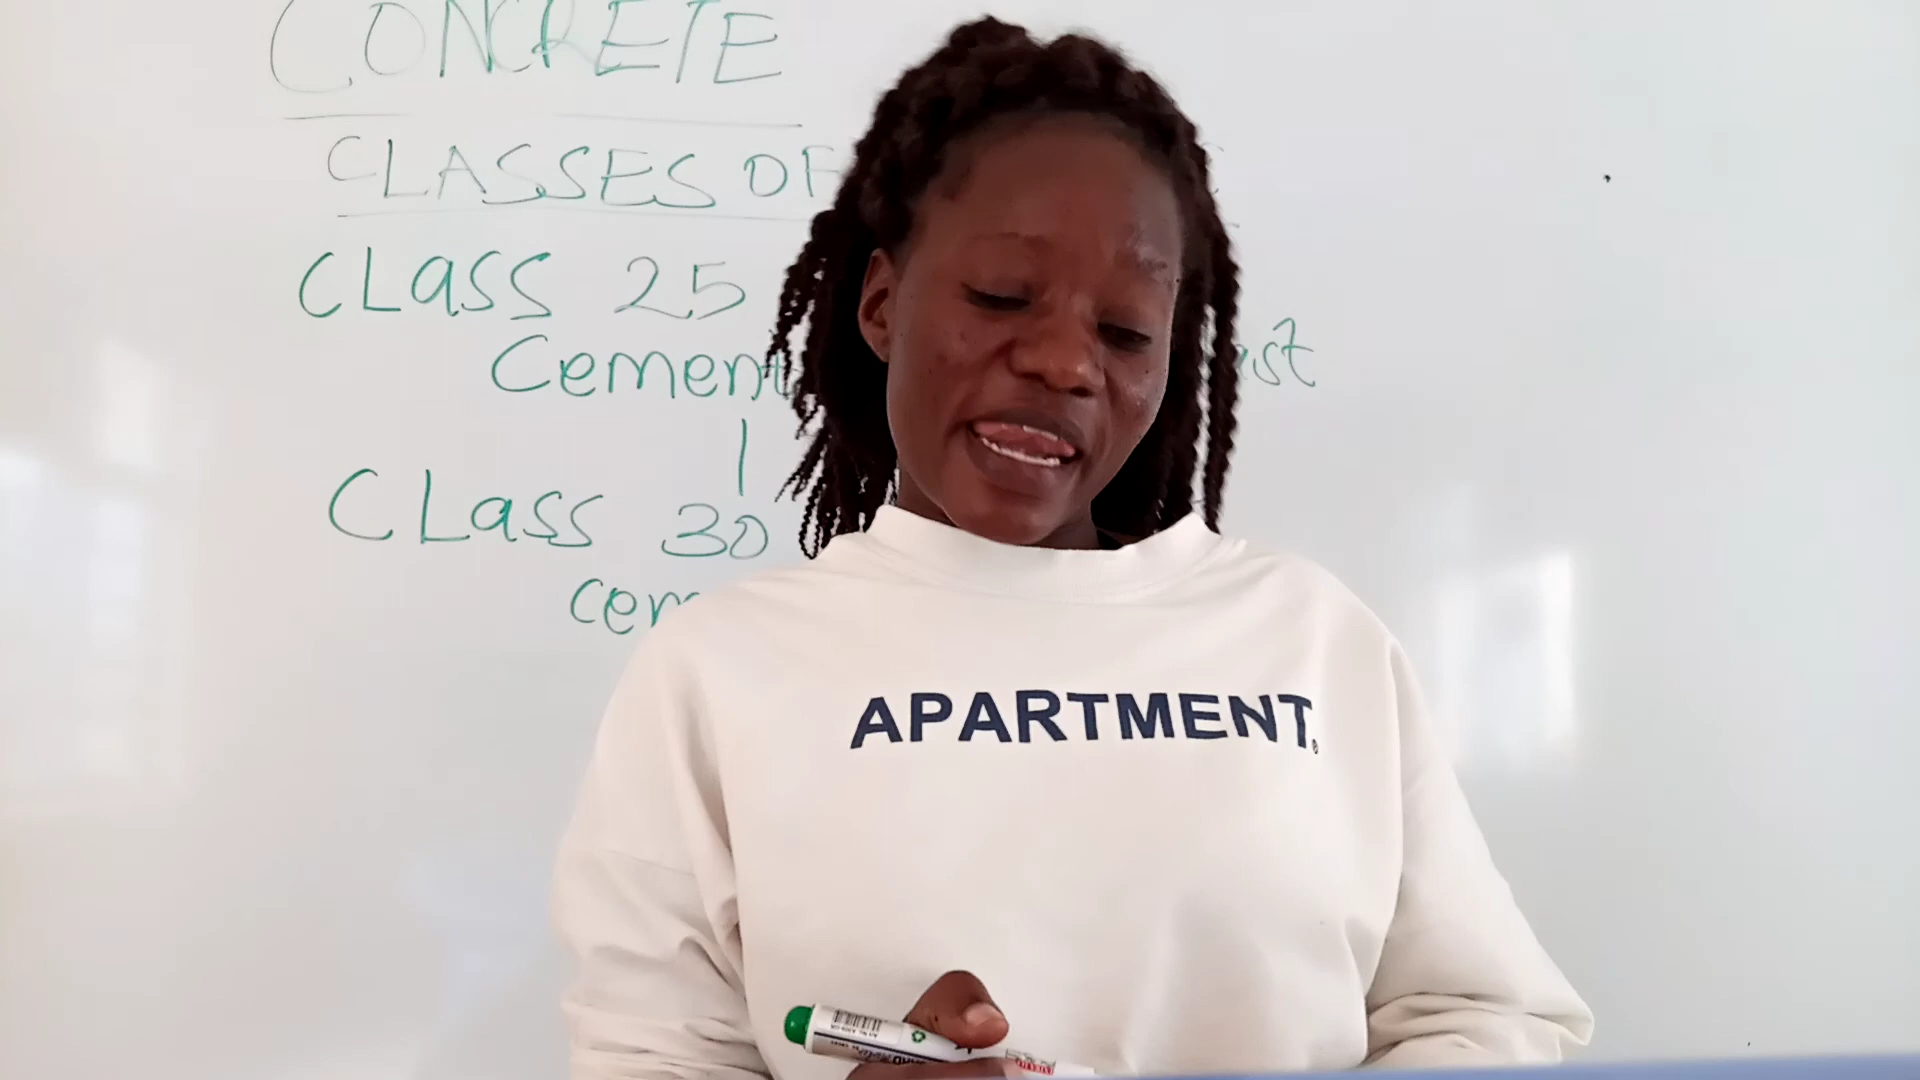 CONCRETE
CLASSES OF
CLass 25
Cement
1
CLass 30
APARTMENT